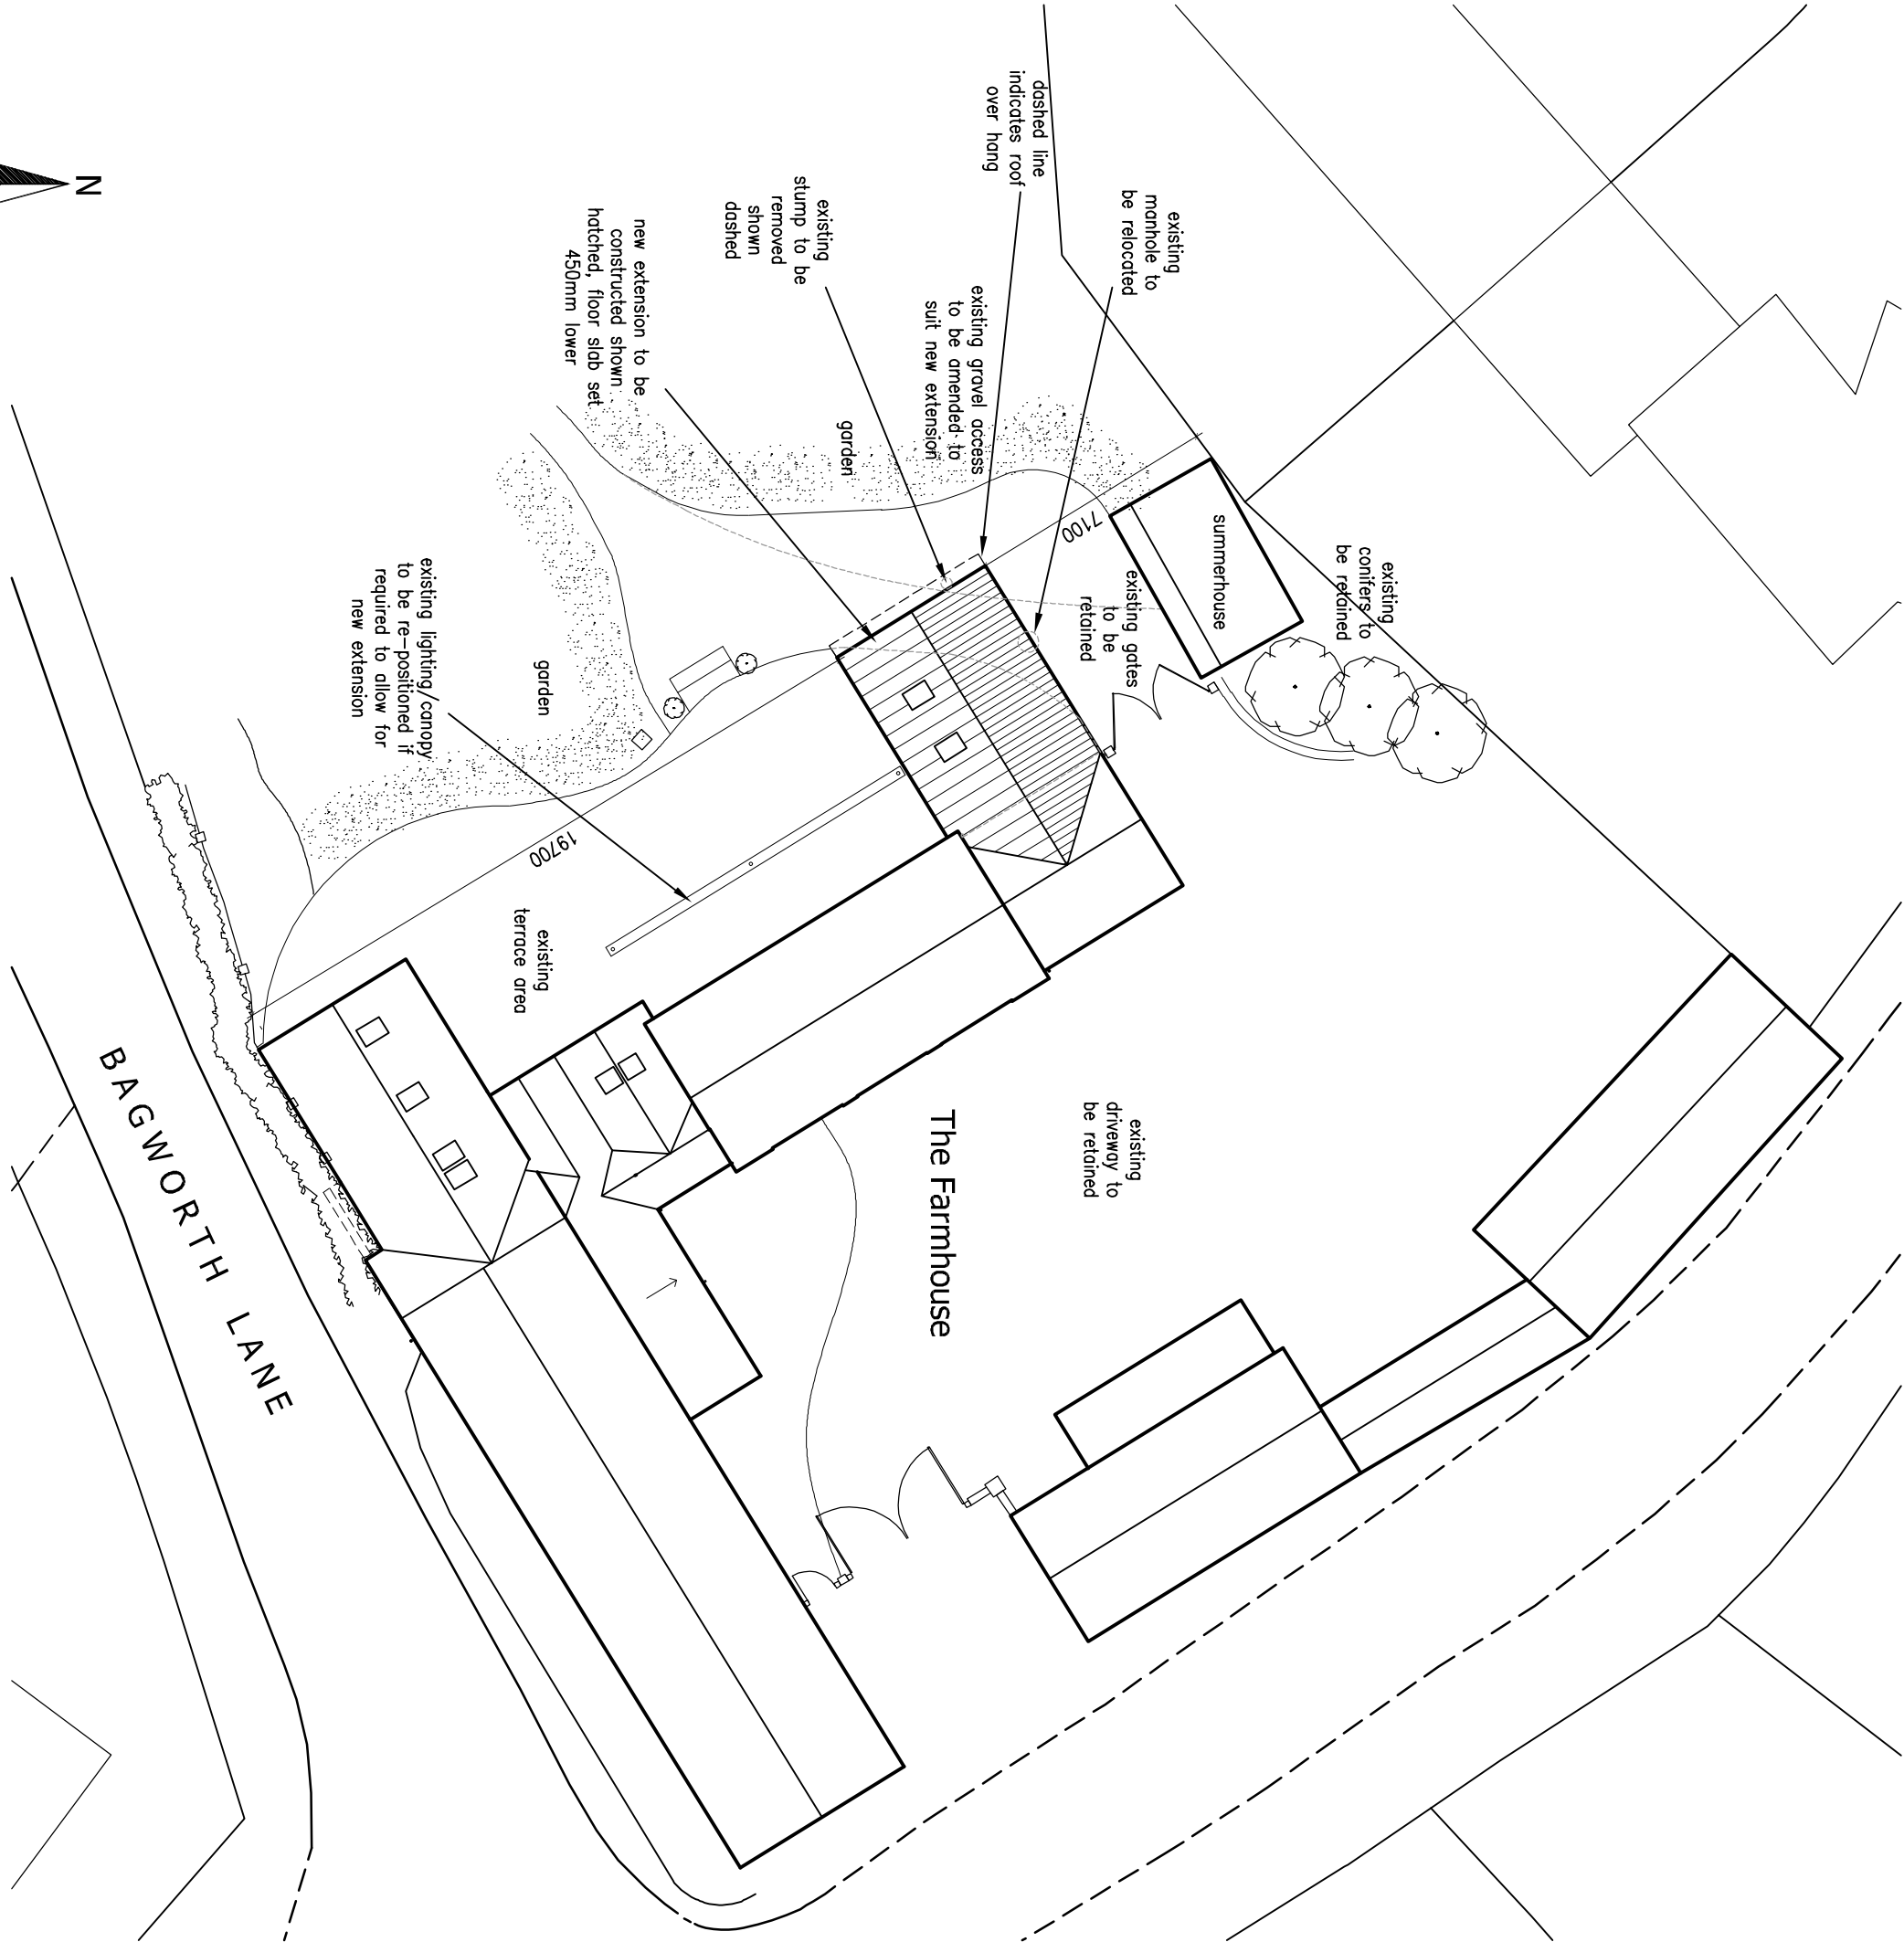 N
dashed line
indicates roof
over hang
existing
manhole to
be relocated
existing
stump to be
removed
shown
dashed
new extension to be
constructed shown
hatched, floor slab set
450mm lower
existing gravel access
to be amended to
suit new extension
garden
7100
summerhouse
existing
conifers to
be retained
existing gates
to be
retained
existing lighting/canopy
to be re-positioned if
required to allow for
new extension
garden
19700
existing
terrace area
The Farmhouse
existing
driveway to
be retained
BAGWORTH LANE